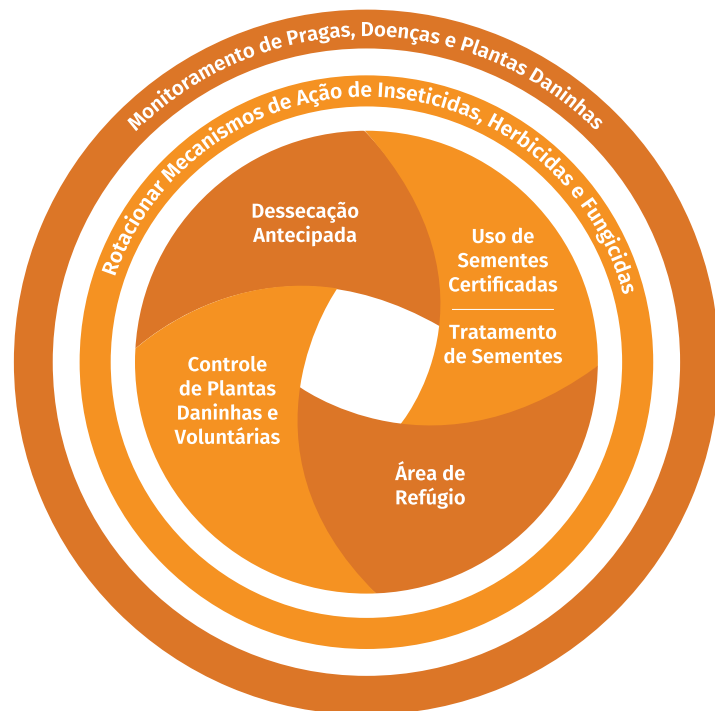 Monitoramento de Pragas, Doenças e Plantas Daninhas
Rotacionar Mecanismos de Ação de Inseticidas, Herbicidas e Fungicidas
Dessecação
Antecipada
Uso de
Sementes
Certificadas
Tratamento
de Sementes
Controle
de Plantas
Daninhas e
Voluntárias
Área de
Refúgio